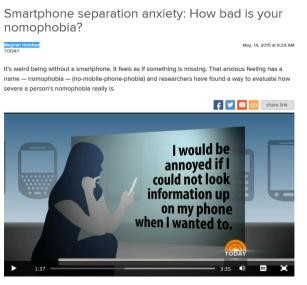 Smartphone separation anxiety: How bad is your
nomophobia?
Meghan Holohan
TODAY
May. 14, 2015 at 8:24 AM
It's weird being without a smartphone. It feels as if something is missing. That anxious feeling has a
name — nomophobia — (no-mobile-phone-phobia) and researchers have found a way to evaluate how
severe a person's nomophobia really is.
share link
I would be
annoyed if I
could not look
information up
on my phone
when I wanted to.
TODAY
1:37
3:35
CC